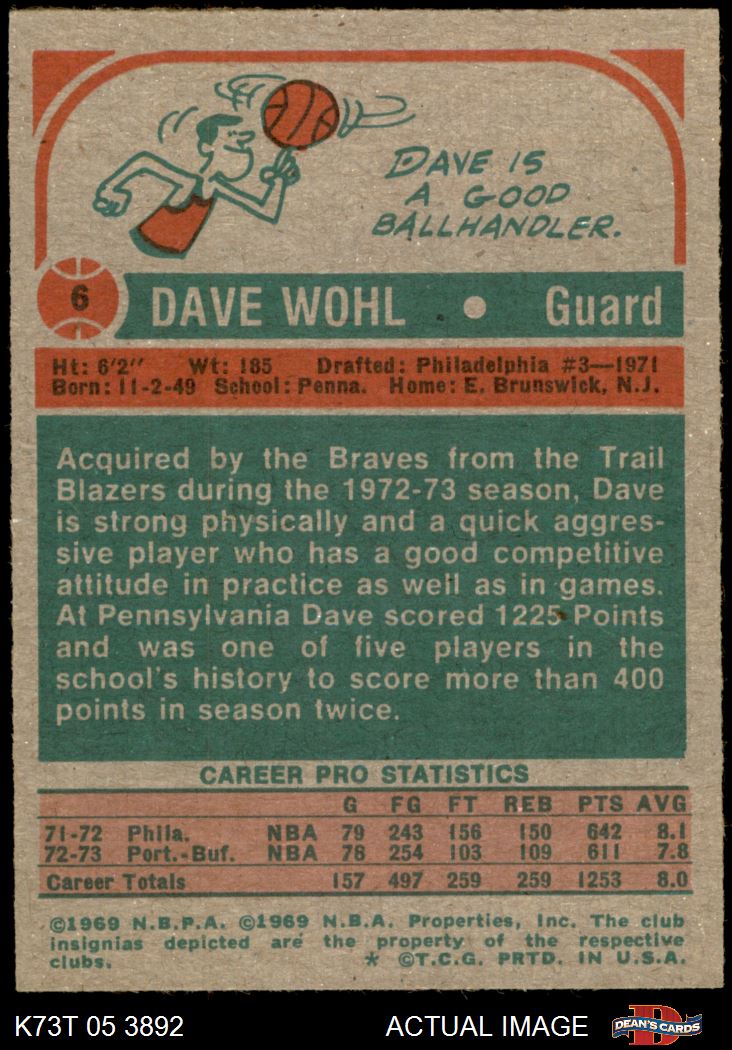 DAVE IS
A GOOD
BALLHANDLER.
6
DAVE WOHL • Guard
Ht: 6'2" Wt: 185 Drafted: Philadelphia #3—1971
Born: 11-2-49 School: Penna. Home: E. Brunswick, N.J.
Acquired by the Braves from the Trail
Blazers during the 1972-73 season, Dave
is strong physically and a quick aggres-
sive player who has a good competitive
attitude in practice as well as in games.
At Pennsylvania Dave scored 1225 Points
and was one of five players in the
school's history to score more than 400
points in season twice.
CAREER PRO STATISTICS
G FG FT REB PTS AVG
71-72 Phila. NBA 79 243 156 150 642 8.1
72-73 Port.-Buf. NBA 78 254 103 109 611 7.8
Career Totals 157 497 259 259 1253 8.0
©1969 N.B.P.A. ©1969 N.B.A. Properties, Inc. The club
insignias depicted are the property of the respective
clubs. * ©T.C.G. PRTD. IN U.S.A.
K73T 05 3892 ACTUAL IMAGE DEAN'S CARDS